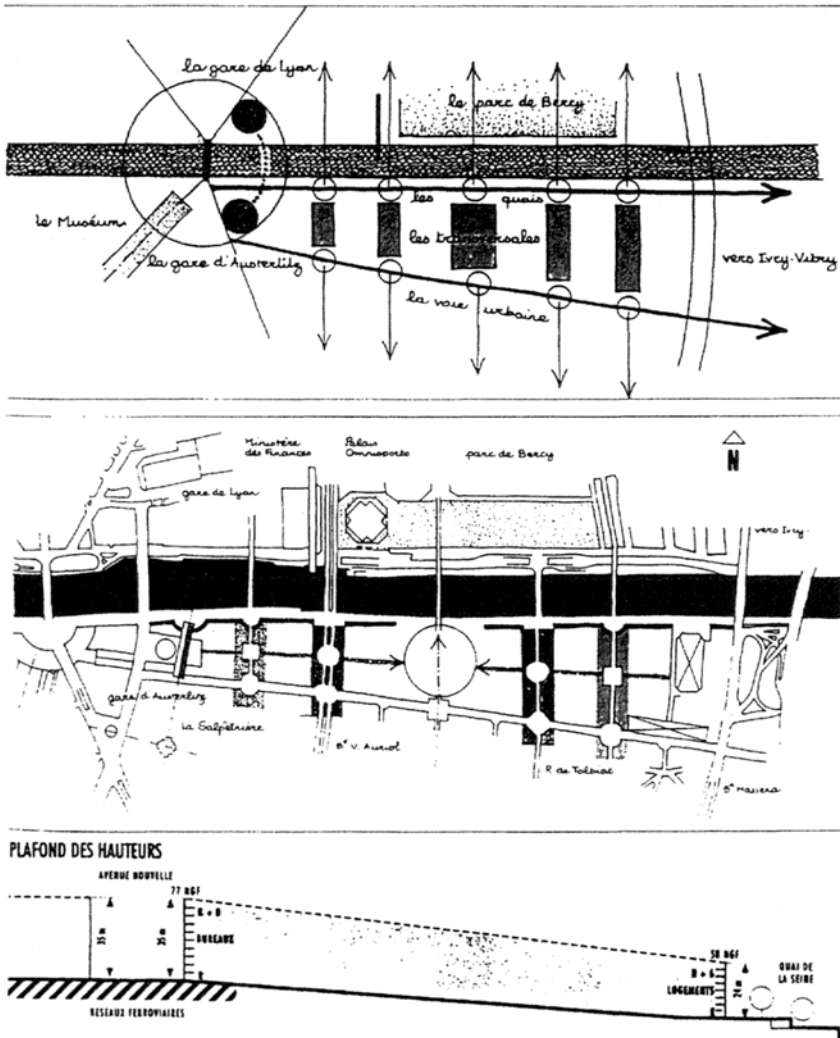 la gare de Lyon
le parc de Bercy
les quais
le Muséum
les transversales
la gare d'Austerlitz
vers Ivry-Vitry
la voie urbaine
Ministère
des Finances
Palais
Omnisports
parc de Bercy
N
gare de Lyon
vers Ivry
gare d'Austerlitz
La Salpêtrière
Bd V. Auriol
R. de Tolbiac
Bd Masséna
PLAFOND DES HAUTEURS
AVENUE NOUVELLE
77 NGF
R + 8
35 m
35 m
BUREAUX
58 NGF
R + 6
QUAI DE
LA SEINE
LOGEMENTS
24 m
RESEAUX FERROVIAIRES